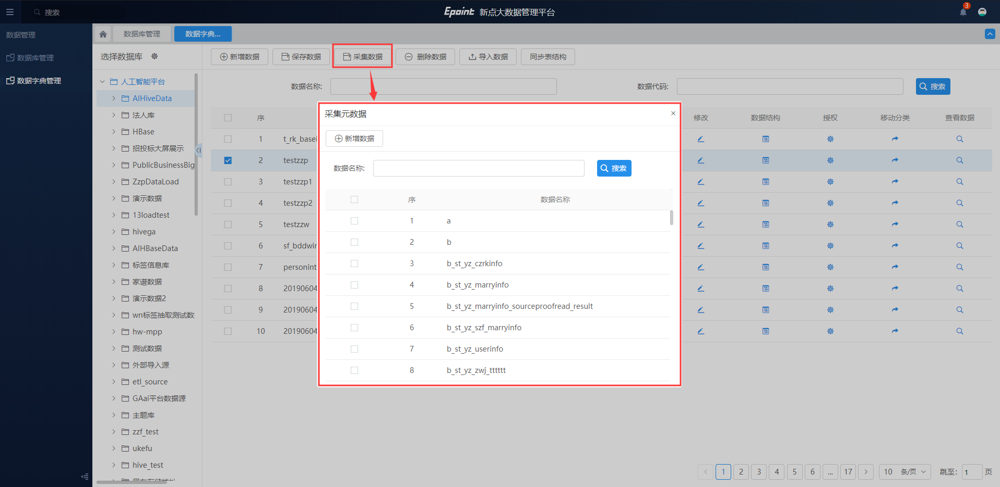 搜索
Epoint 新点大数据管理平台
3
数据管理
数据库管理
数据字典管理
数据库管理
数据字典...
选择数据库
人工智能平台
AIHiveData
法人库
HBase
招投标大屏展示
PublicBusinessBig
ZzpDataLoad
演示数据
13loadtest
hivega
AIHBaseData
标签信息库
家谱数据
演示数据2
wn标签抽取测试数
hw-mpp
测试数据
外部导入源
etl_source
GAai平台数据源
主题库
zzf_test
ukefu
hive_test
新增数据 保存数据 采集数据 删除数据 导入数据 同步表结构
数据名称: 数据代码: 搜索
序 修改 数据结构 授权 移动分类 查看数据
1 t_rk_basei
2 testzzp
3 testzzp1
4 testzzp2
5 testzzw
6 sf_bddwir
7 personint
8 20190604
9 20190604
10 20190604
采集元数据 ×
新增数据
数据名称: 搜索
序 数据名称
1 a
2 b
3 b_st_yz_czrkinfo
4 b_st_yz_marryinfo
5 b_st_yz_marryinfo_sourceproofread_result
6 b_st_yz_szf_marryinfo
7 b_st_yz_userinfo
8 b_st_yz_zwj_tttttt
1 2 3 4 5 6 ... 17 10 条/页 跳至: 1 页